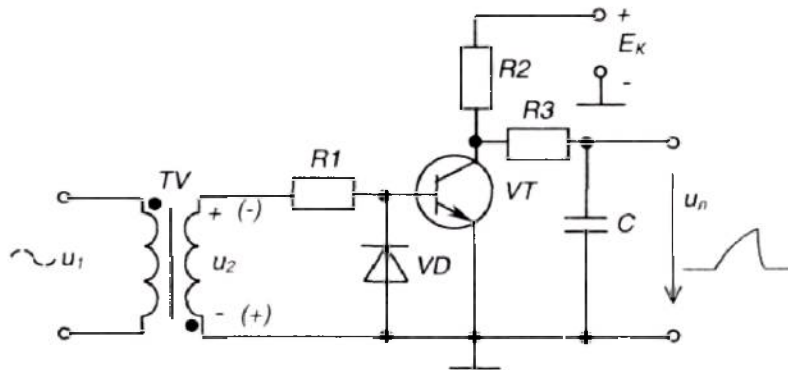 +
E_K
-
R2
R3
R1
TV
VT
+ (-)
u_1
u_2
VD
C
u_п
- (+)